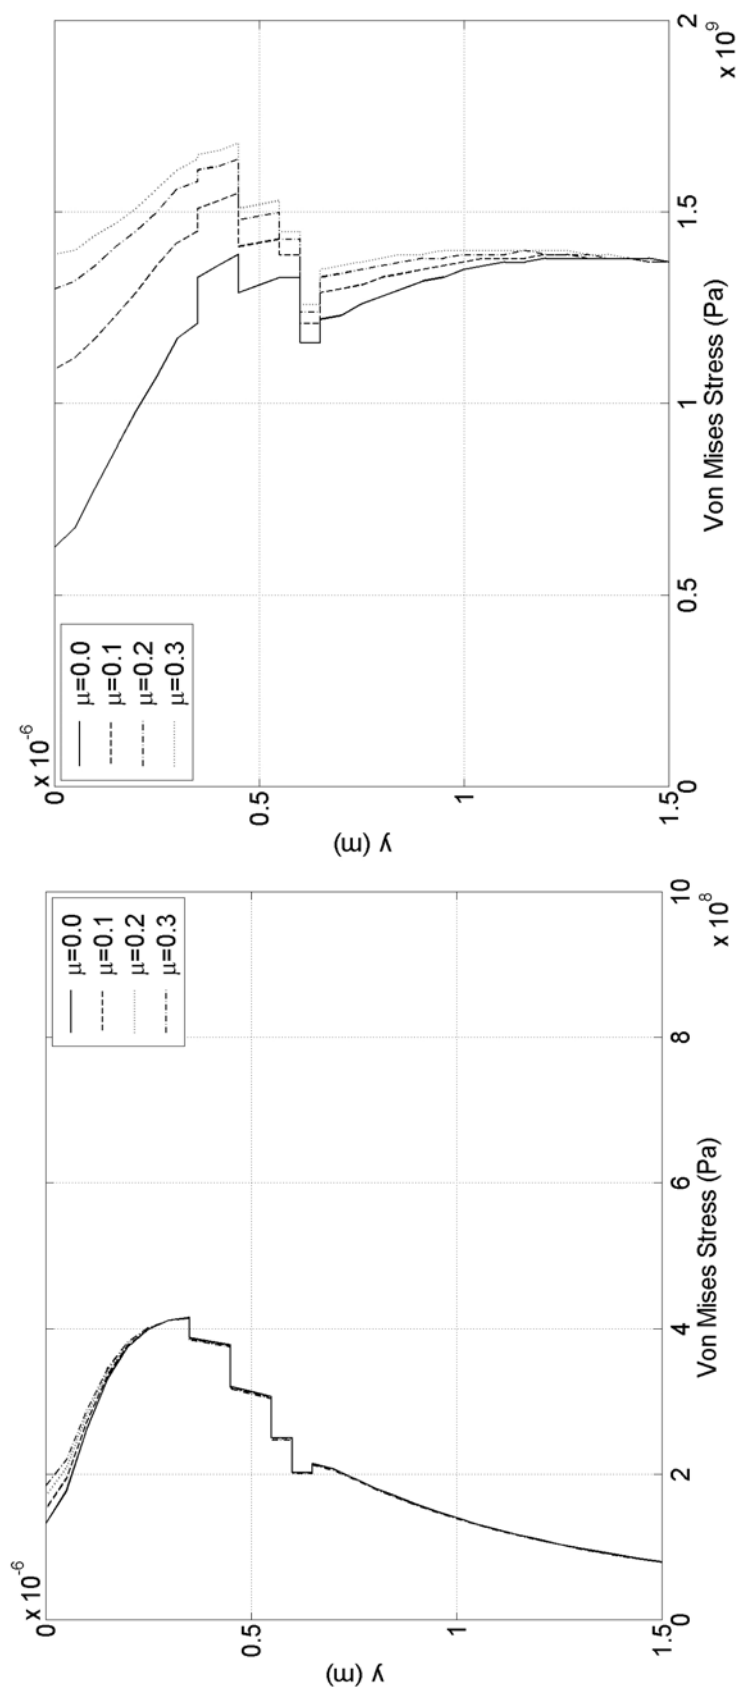 x 10⁻⁶
0
0.5
1
1.5
y (m)
0
2
4
6
8
10
x 10⁸
Von Mises Stress (Pa)
μ=0.0
μ=0.1
μ=0.2
μ=0.3
x 10⁻⁶
0
0.5
1
1.5
y (m)
0
0.5
1
1.5
2
x 10⁹
Von Mises Stress (Pa)
μ=0.0
μ=0.1
μ=0.2
μ=0.3